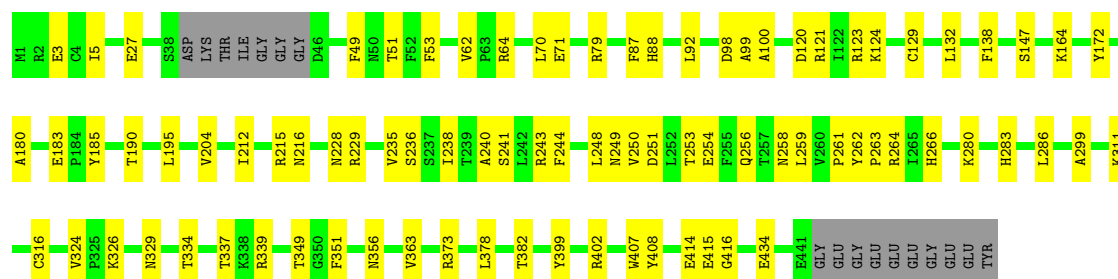 M1 R2 E3 C4 I5 E27 S38 ASP LYS THR ILE GLY GLY GLY D46 F49 N50 T51 F52 F53 V62 P63 R64 L70 E71 R79 F87 H88 L92 D98 A99 A100 D120 R121 I122 R123 K124 C129 L132 F138 S147 K164 Y172
A180 E183 P184 Y185 T190 L195 V204 I212 R215 N216 N228 R229 V235 S236 S237 I238 T239 A240 S241 L242 R243 F244 L248 N249 V250 D251 L252 T253 E254 F255 Q256 T257 N258 L259 V260 P261 Y262 P263 R264 I265 H266 K280 H283 L286 A299 K311
C316 V324 P325 K326 N329 T334 T337 K338 R339 T349 G350 F351 N356 V363 R373 L378 T382 Y399 R402 W407 Y408 E414 E415 G416 E434 E441 GLY GLU GLY GLU GLU GLU GLY GLU GLU TYR